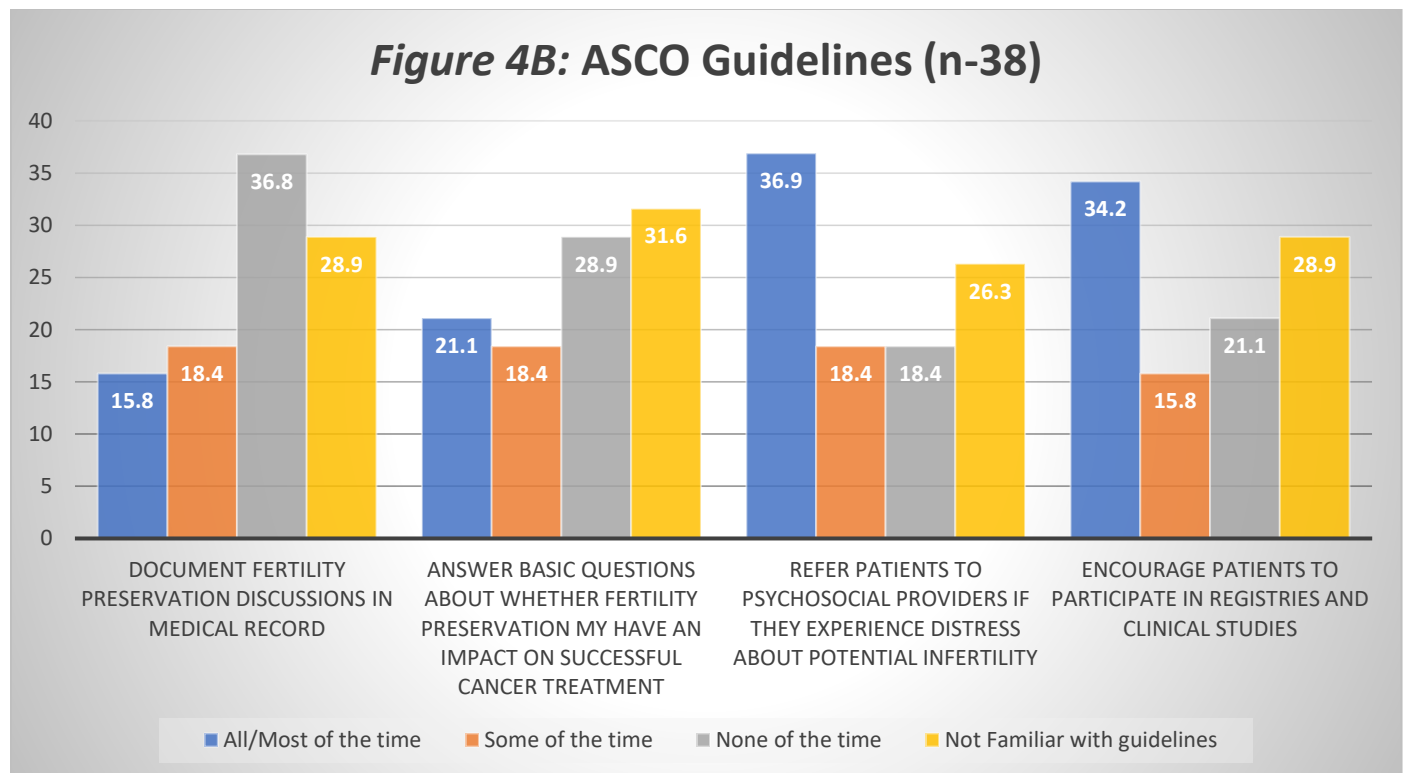 Figure 4B: ASCO Guidelines (n-38)
40
35
30
25
20
15
10
5
0
15.8
18.4
36.8
28.9
21.1
18.4
28.9
31.6
36.9
18.4
18.4
26.3
34.2
15.8
21.1
28.9
DOCUMENT FERTILITY
PRESERVATION DISCUSSIONS IN
MEDICAL RECORD
ANSWER BASIC QUESTIONS
ABOUT WHETHER FERTILITY
PRESERVATION MY HAVE AN
IMPACT ON SUCCESSFUL
CANCER TREATMENT
REFER PATIENTS TO
PSYCHOSOCIAL PROVIDERS IF
THEY EXPERIENCE DISTRESS
ABOUT POTENTIAL INFERTILITY
ENCOURAGE PATIENTS TO
PARTICIPATE IN REGISTRIES AND
CLINICAL STUDIES
All/Most of the time
Some of the time
None of the time
Not Familiar with guidelines